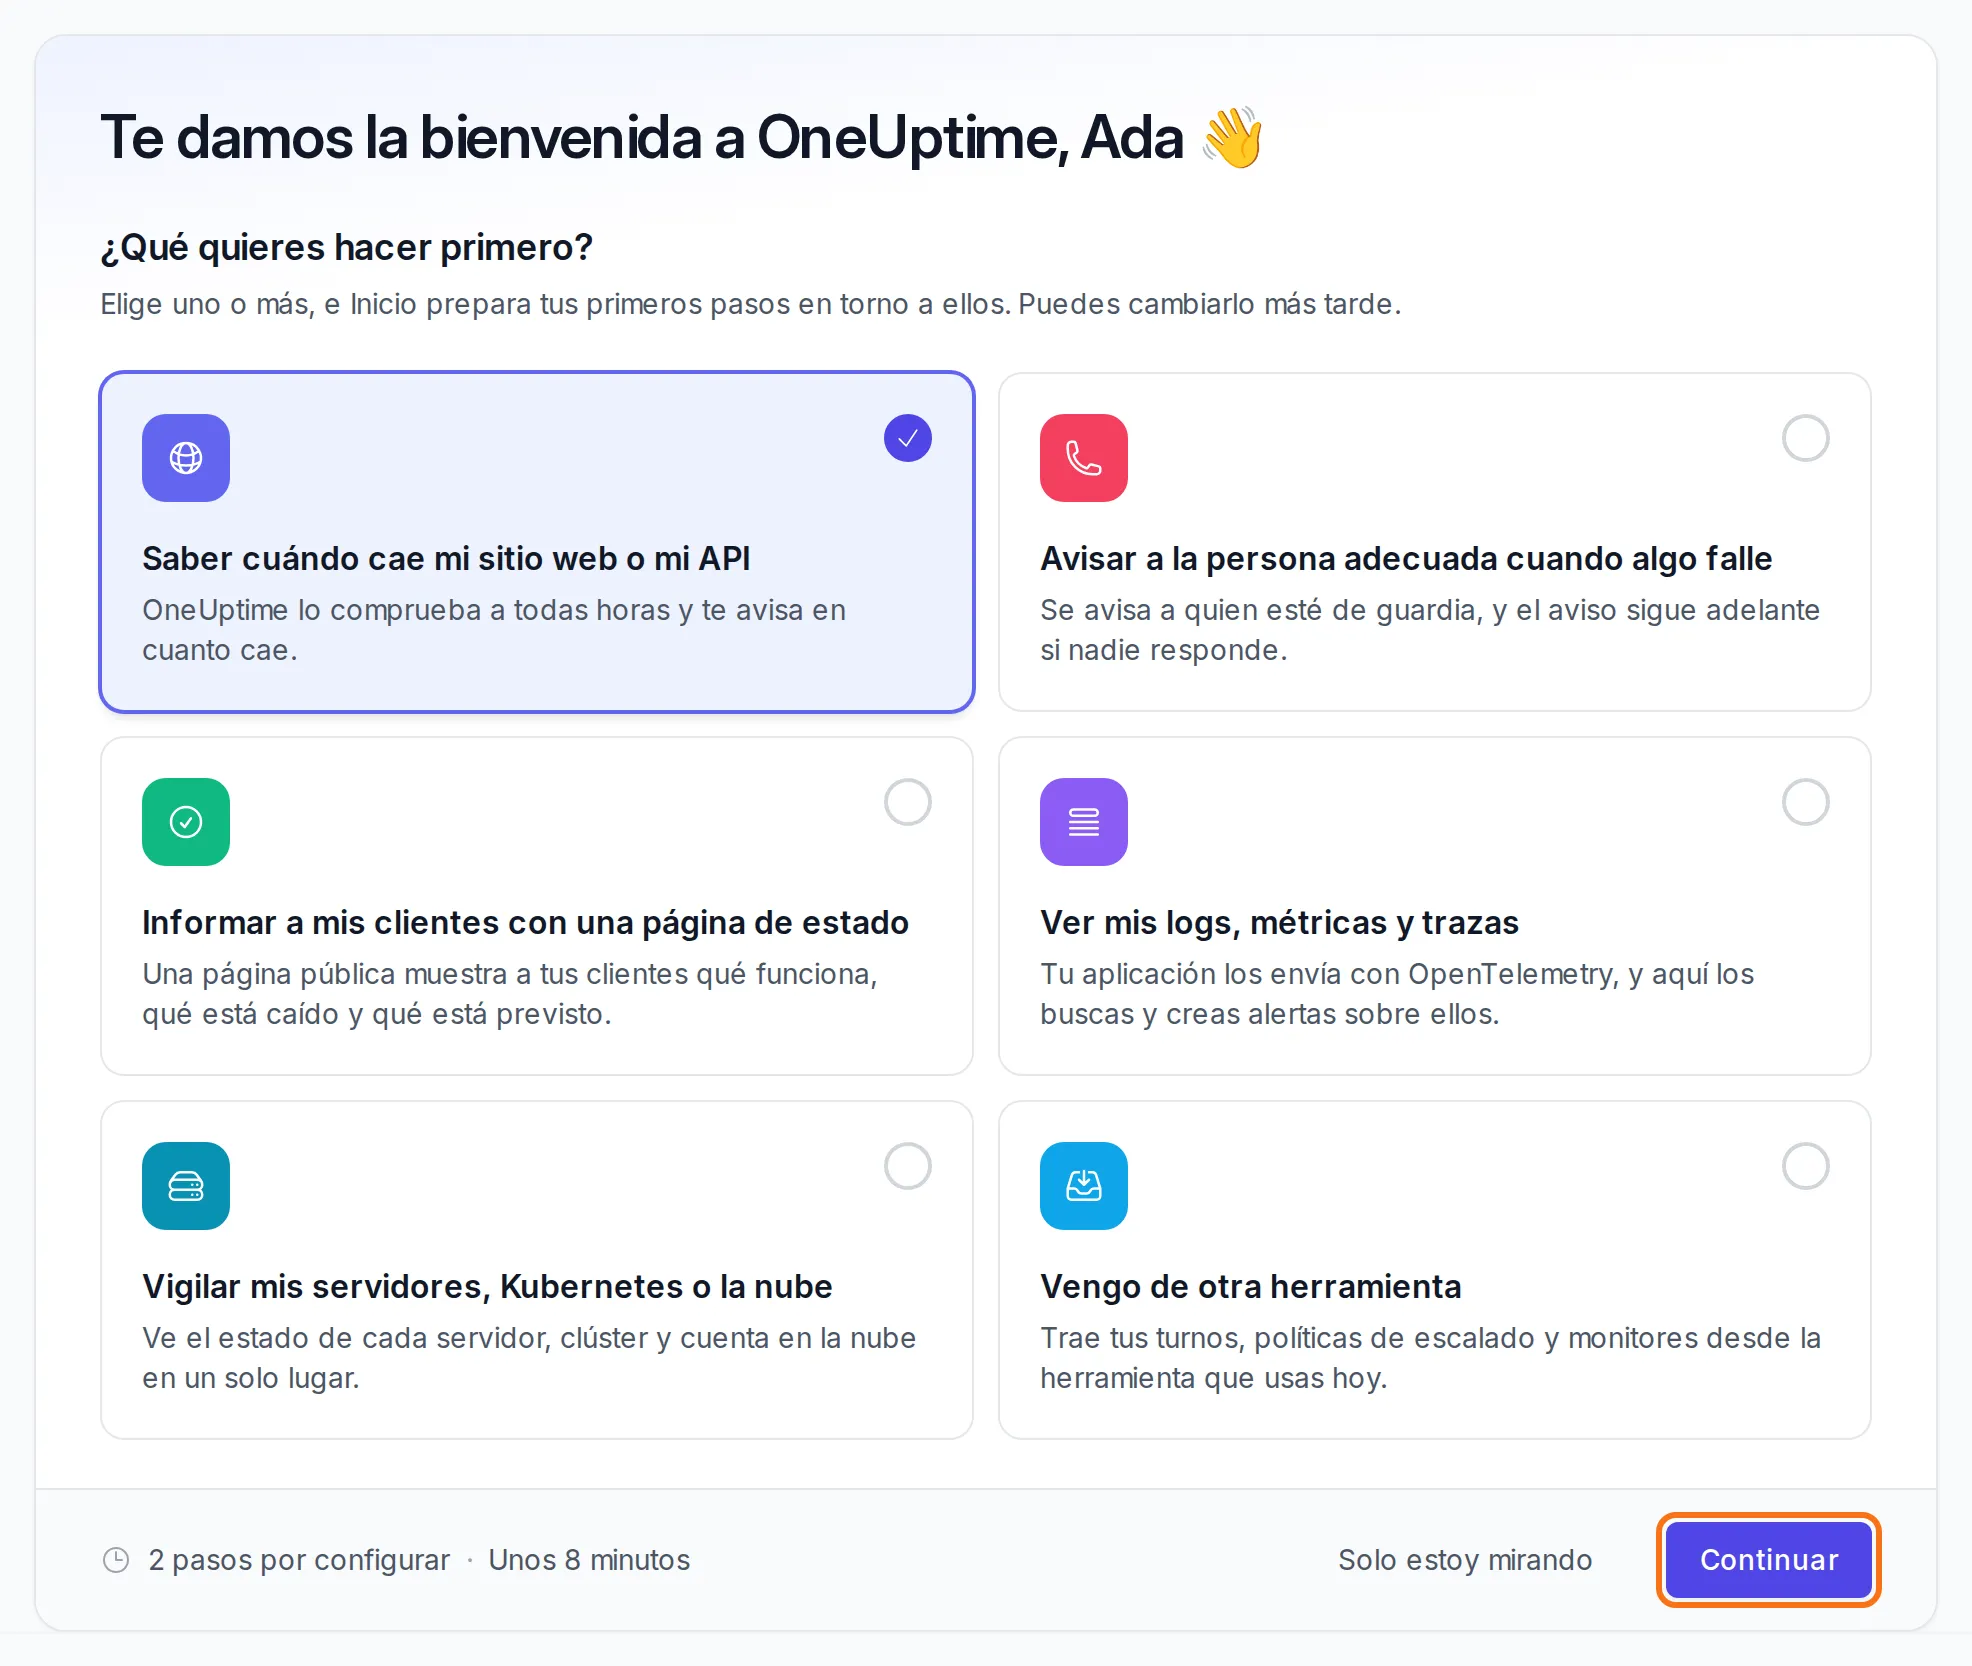 Te damos la bienvenida a OneUptime, Ada 👋
¿Qué quieres hacer primero?
Elige uno o más, e Inicio prepara tus primeros pasos en torno a ellos. Puedes cambiarlo más tarde.
Saber cuándo cae mi sitio web o mi API
OneUptime lo comprueba a todas horas y te avisa en
cuanto cae.
Avisar a la persona adecuada cuando algo falle
Se avisa a quien esté de guardia, y el aviso sigue adelante
si nadie responde.
Informar a mis clientes con una página de estado
Una página pública muestra a tus clientes qué funciona,
qué está caído y qué está previsto.
Ver mis logs, métricas y trazas
Tu aplicación los envía con OpenTelemetry, y aquí los
buscas y creas alertas sobre ellos.
Vigilar mis servidores, Kubernetes o la nube
Ve el estado de cada servidor, clúster y cuenta en la nube
en un solo lugar.
Vengo de otra herramienta
Trae tus turnos, políticas de escalado y monitores desde la
herramienta que usas hoy.
2 pasos por configurar · Unos 8 minutos
Solo estoy mirando
Continuar